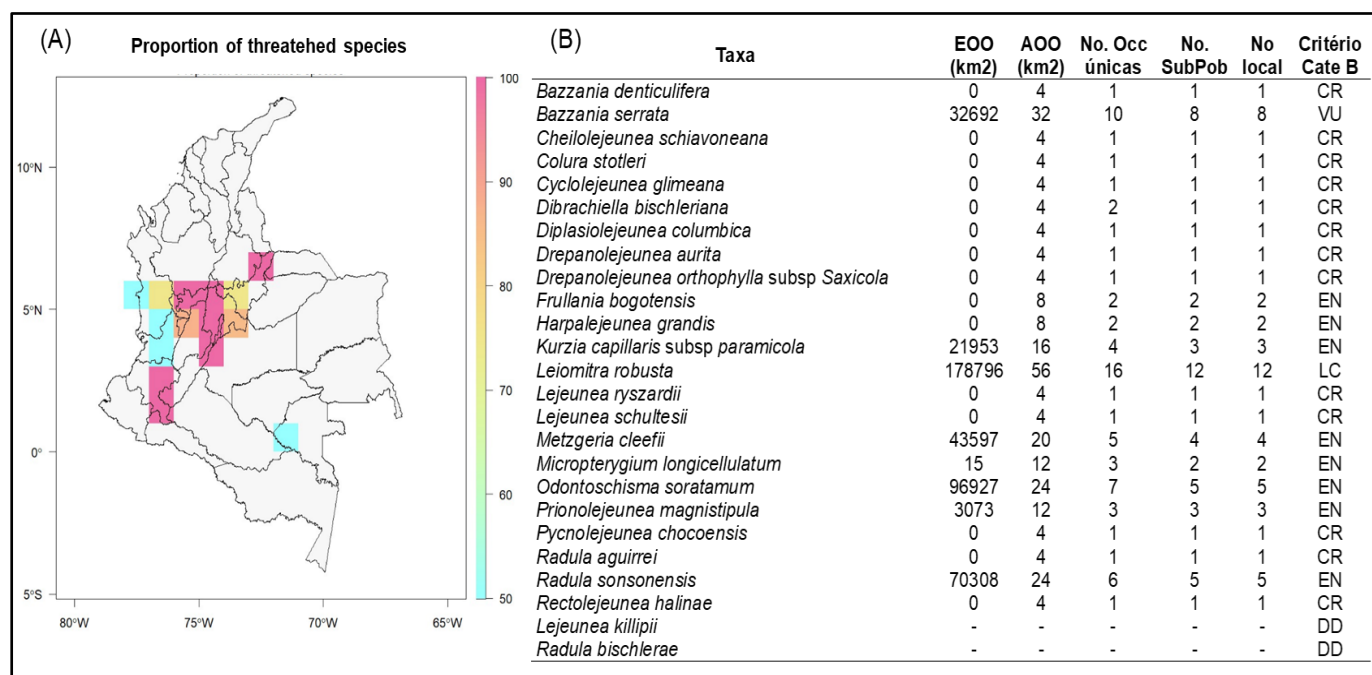 (A)
Proportion of threatehed species
100
90
80
70
60
50
10°N
5°N
0°
5°S
80°W 75°W 70°W 65°W
(B)
Taxa EOO (km2) AOO (km2) No. Occ únicas No. SubPob No local Critério Cate B
Bazzania denticulifera 0 4 1 1 1 CR
Bazzania serrata 32692 32 10 8 8 VU
Cheilolejeunea schiavoneana 0 4 1 1 1 CR
Colura stotleri 0 4 1 1 1 CR
Cyclolejeunea glimeana 0 4 1 1 1 CR
Dibrachiella bischleriana 0 4 2 1 1 CR
Diplasiolejeunea columbica 0 4 1 1 1 CR
Drepanolejeunea aurita 0 4 1 1 1 CR
Drepanolejeunea orthophylla subsp Saxicola 0 4 1 1 1 CR
Frullania bogotensis 0 8 2 2 2 EN
Harpalejeunea grandis 0 8 2 2 2 EN
Kurzia capillaris subsp paramicola 21953 16 4 3 3 EN
Leiomitra robusta 178796 56 16 12 12 LC
Lejeunea ryszardii 0 4 1 1 1 CR
Lejeunea schultesii 0 4 1 1 1 CR
Metzgeria cleefii 43597 20 5 4 4 EN
Micropterygium longicellulatum 15 12 3 2 2 EN
Odontoschisma soratamum 96927 24 7 5 5 EN
Prionolejeunea magnistipula 3073 12 3 3 3 EN
Pycnolejeunea chocoensis 0 4 1 1 1 CR
Radula aguirrei 0 4 1 1 1 CR
Radula sonsonensis 70308 24 6 5 5 EN
Rectolejeunea halinae 0 4 1 1 1 CR
Lejeunea killipii - - - - - DD
Radula bischlerae - - - - - DD